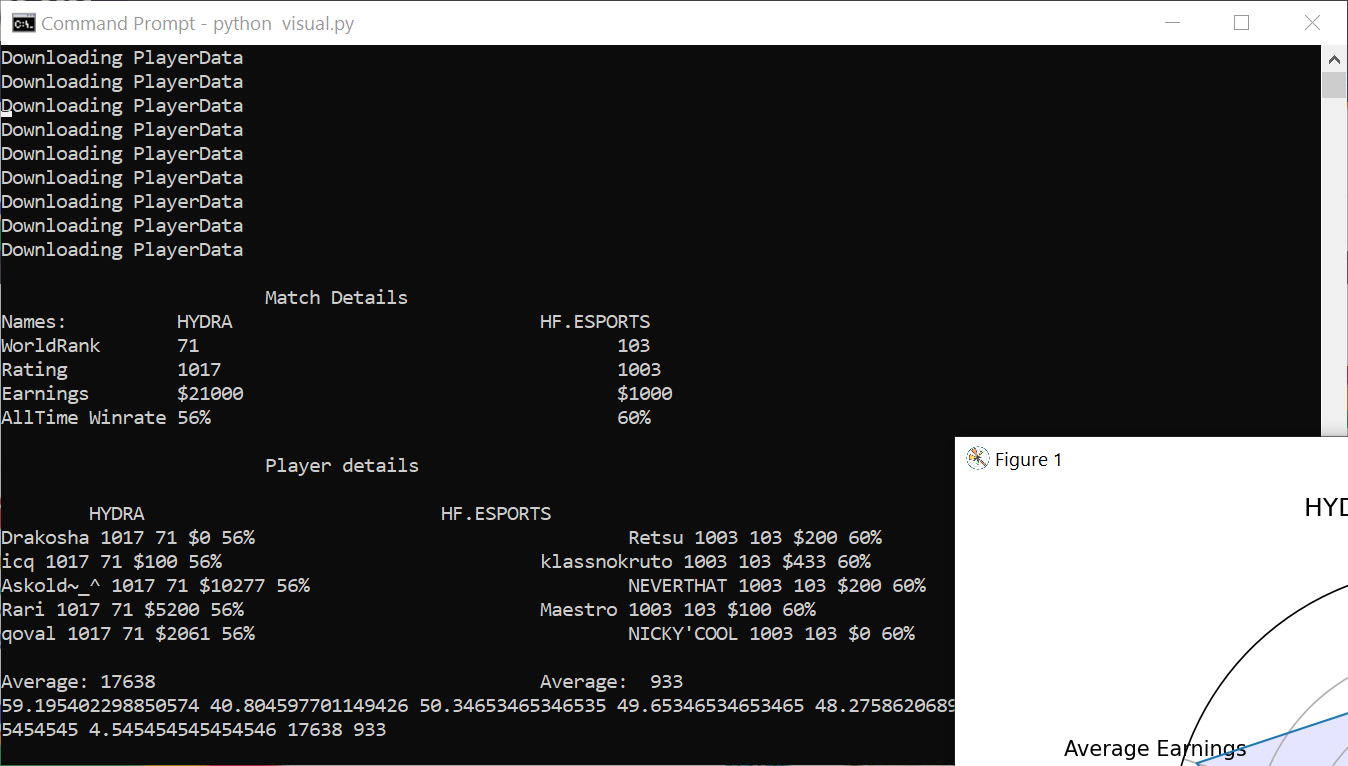 Command Prompt - python  visual.py
Downloading PlayerData
Downloading PlayerData
Downloading PlayerData
Downloading PlayerData
Downloading PlayerData
Downloading PlayerData
Downloading PlayerData
Downloading PlayerData
Downloading PlayerData
Match Details
Names: HYDRA HF.ESPORTS
WorldRank 71 103
Rating 1017 1003
Earnings $21000 $1000
AllTime Winrate 56% 60%
Player details
HYDRA HF.ESPORTS
Drakosha 1017 71 $0 56% Retsu 1003 103 $200 60%
icq 1017 71 $100 56% klassnokruto 1003 103 $433 60%
Askold~_^ 1017 71 $10277 56% NEVERTHAT 1003 103 $200 60%
Rari 1017 71 $5200 56% Maestro 1003 103 $100 60%
qoval 1017 71 $2061 56% NICKY'COOL 1003 103 $0 60%
Average: 17638 Average:  933
59.195402298850574 40.804597701149426 50.34653465346535 49.65346534653465 48.2758620689
5454545 4.545454545454546 17638 933
Figure 1
HYD
Average Earnings